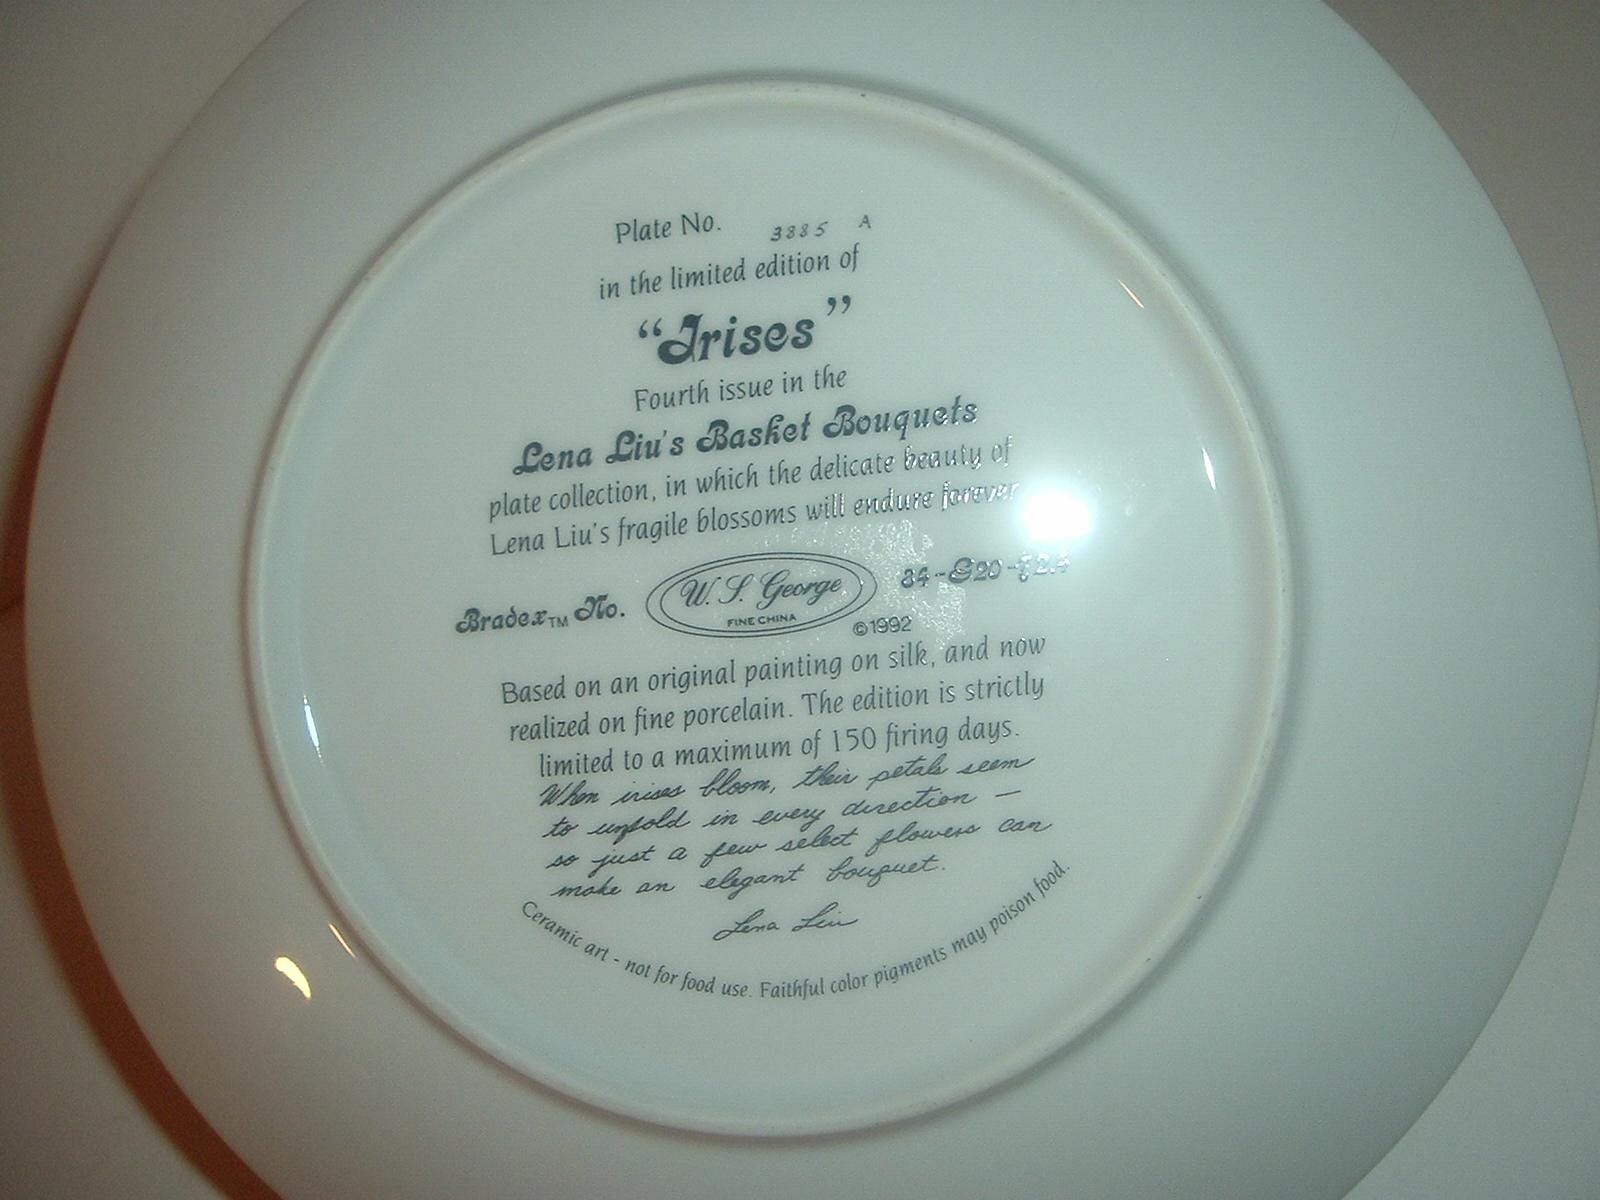 Plate No. 3885 A
in the limited edition of
“Irises”
Fourth issue in the
Lena Liu's Basket Bouquets
plate collection, in which the delicate beauty of
Lena Liu's fragile blossoms will endure forever
Bradex™ No. W. S. George 84-G20-
FINE CHINA
©1992
Based on an original painting on silk, and now
realized on fine porcelain. The edition is strictly
limited to a maximum of 150 firing days.
When irises bloom, their petals seem
to unfold in every direction —
so just a few select flowers can
make an elegant bouquet.
Lena Liu
Ceramic art - not for food use. Faithful color pigments may poison food.